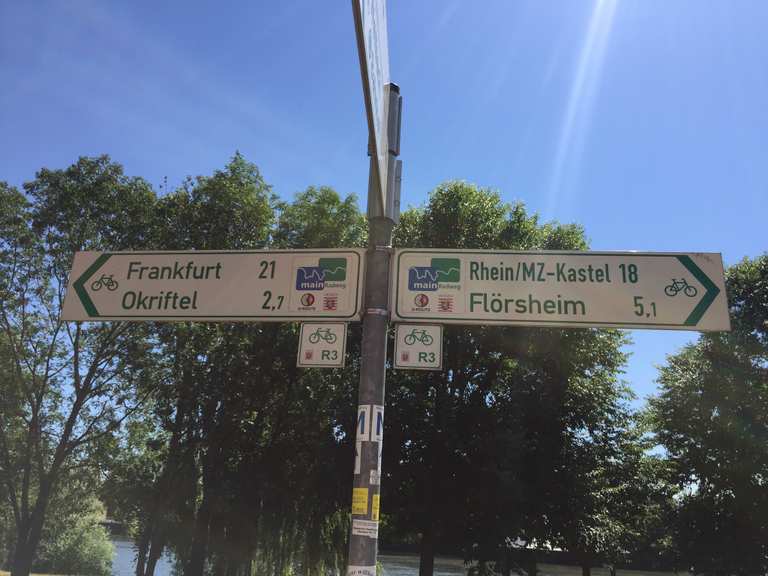 Frankfurt 21
Okriftel 2,7
main Radweg
R3
Rhein/MZ-Kastel 18
Flörsheim 5,1
main Radweg
R3